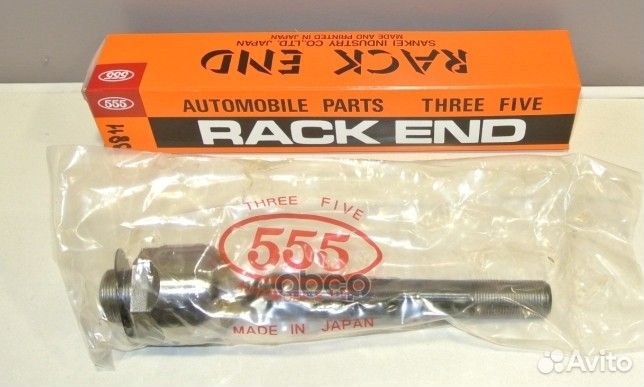 SANKEI INDUSTRY CO., LTD. JAPAN
MADE AND PRINTED IN JAPAN
RACK END
555
555
AUTOMOBILE PARTS THREE FIVE
RACK END
3811
THREE FIVE
555
MADE IN JAPAN
Avito